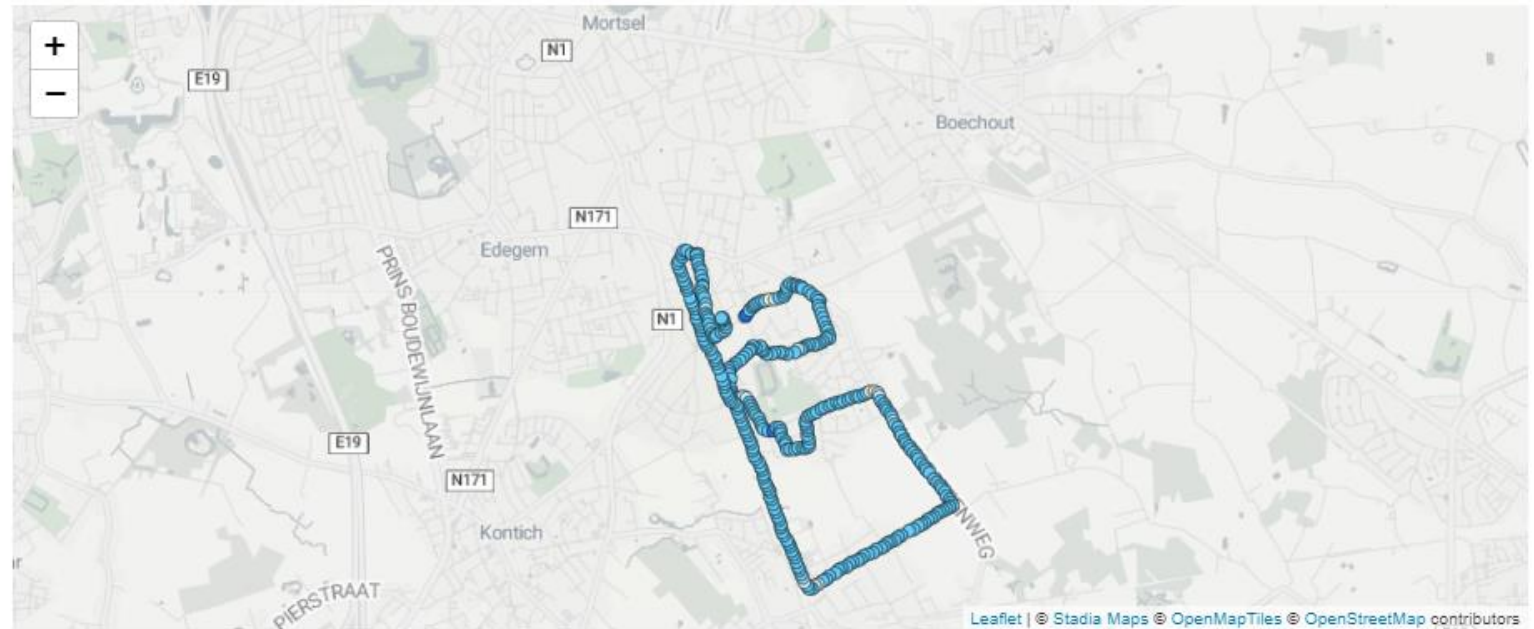 +
−
Mortsel
N1
E19
Boechout
N171
Edegem
PRINS BOUDEWIJNLAAN
N1
E19
N171
NWEG
Kontich
PIERSTRAAT
Leaflet | © Stadia Maps © OpenMapTiles © OpenStreetMap contributors